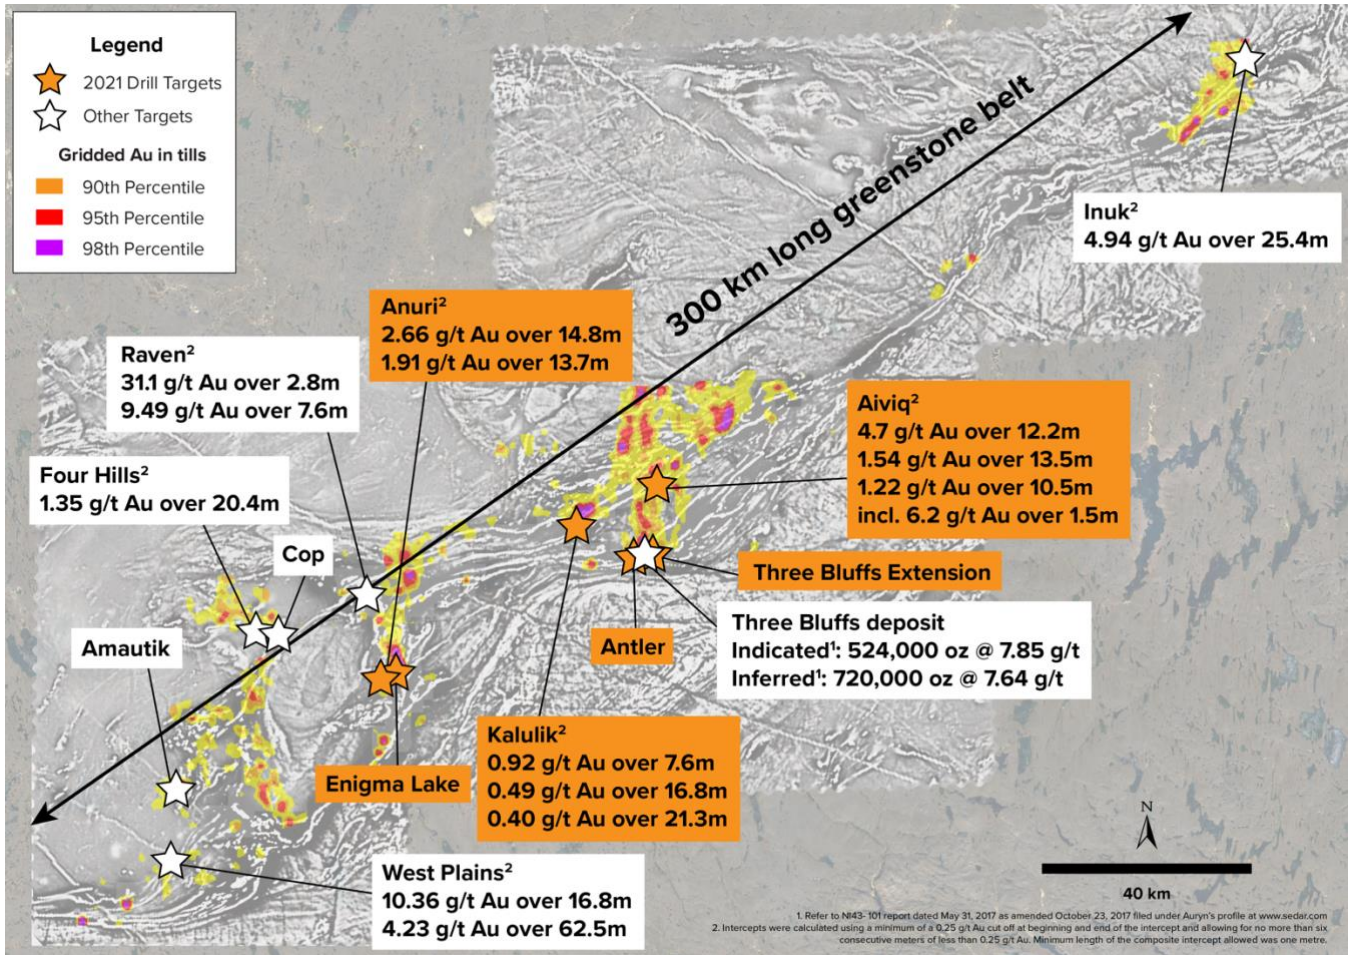 Legend
2021 Drill Targets
Other Targets
Gridded Au in tills
90th Percentile
95th Percentile
98th Percentile
300 km long greenstone belt
Inuk²
4.94 g/t Au over 25.4m
Anuri²
2.66 g/t Au over 14.8m
1.91 g/t Au over 13.7m
Raven²
31.1 g/t Au over 2.8m
9.49 g/t Au over 7.6m
Aiviq²
4.7 g/t Au over 12.2m
1.54 g/t Au over 13.5m
1.22 g/t Au over 10.5m
incl. 6.2 g/t Au over 1.5m
Four Hills²
1.35 g/t Au over 20.4m
Cop
Three Bluffs Extension
Amautik
Antler
Three Bluffs deposit
Indicated¹: 524,000 oz @ 7.85 g/t
Inferred¹: 720,000 oz @ 7.64 g/t
Kalulik²
0.92 g/t Au over 7.6m
0.49 g/t Au over 16.8m
0.40 g/t Au over 21.3m
Enigma Lake
West Plains²
10.36 g/t Au over 16.8m
4.23 g/t Au over 62.5m
N
40 km
1. Refer to NI43- 101 report dated May 31, 2017 as amended October 23, 2017 filed under Auryn's profile at www.sedar.com
2. Intercepts were calculated using a minimum of a 0.25 g/t Au cut off at beginning and end of the intercept and allowing for no more than six
consecutive meters of less than 0.25 g/t Au. Minimum length of the composite intercept allowed was one metre.